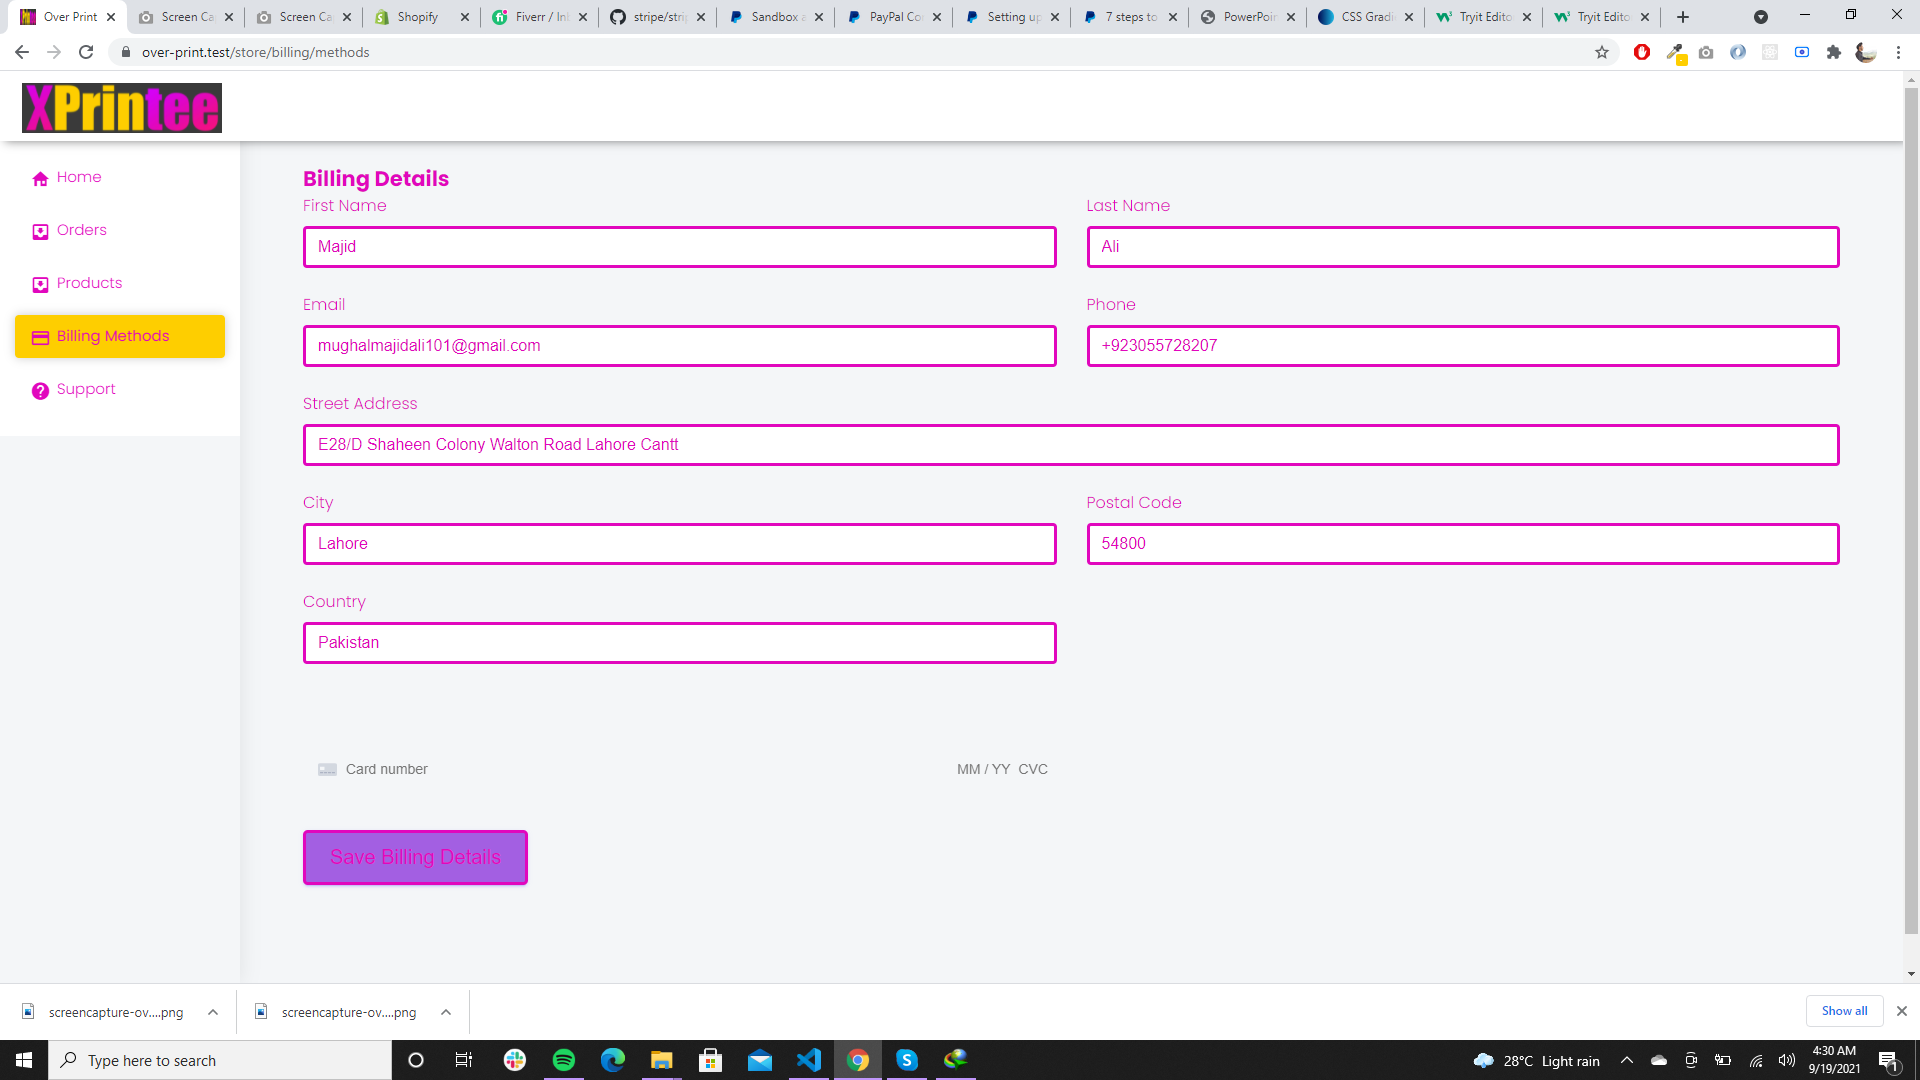 Over Print
Screen Ca
Screen Ca
Shopify
Fiverr / In
stripe/stri
Sandbox a
PayPal Co
Setting up
7 steps to
PowerPoin
CSS Gradi
Tryit Edito
Tryit Edito
over-print.test/store/billing/methods
XPrintee
Home
Orders
Products
Billing Methods
Support
Billing Details
First Name
Last Name
Majid
Ali
Email
Phone
mughalmajidali101@gmail.com
+923055728207
Street Address
E28/D Shaheen Colony Walton Road Lahore Cantt
City
Postal Code
Lahore
54800
Country
Pakistan
Card number
MM / YY CVC
Save Billing Details
screencapture-ov....png
screencapture-ov....png
Show all
Type here to search
28°C Light rain
4:30 AM
9/19/2021
1